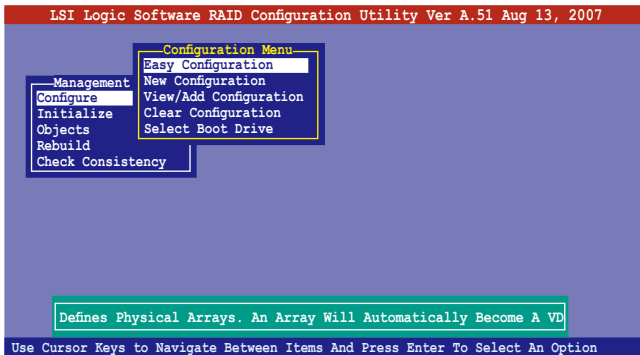 LSI Logic Software RAID Configuration Utility Ver A.51 Aug 13, 2007
Configuration Menu
Easy Configuration
New Configuration
View/Add Configuration
Clear Configuration
Select Boot Drive
Management
Configure
Initialize
Objects
Rebuild
Check Consistency
Defines Physical Arrays. An Array Will Automatically Become A VD
Use Cursor Keys to Navigate Between Items And Press Enter To Select An Option